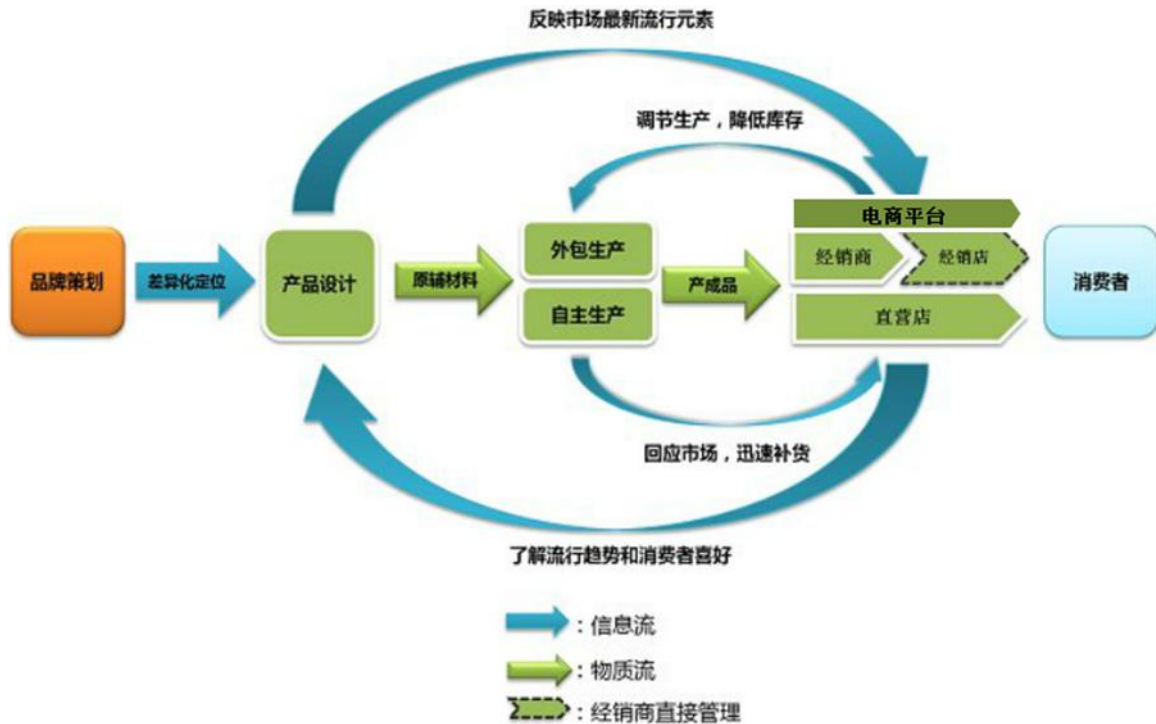 反映市场最新流行元素
调节生产，降低库存
电商平台
品牌策划
差异化定位
产品设计
原辅材料
外包生产
自主生产
产成品
经销商
经销店
直营店
消费者
回应市场，迅速补货
了解流行趋势和消费者喜好
：信息流
：物质流
：经销商直接管理